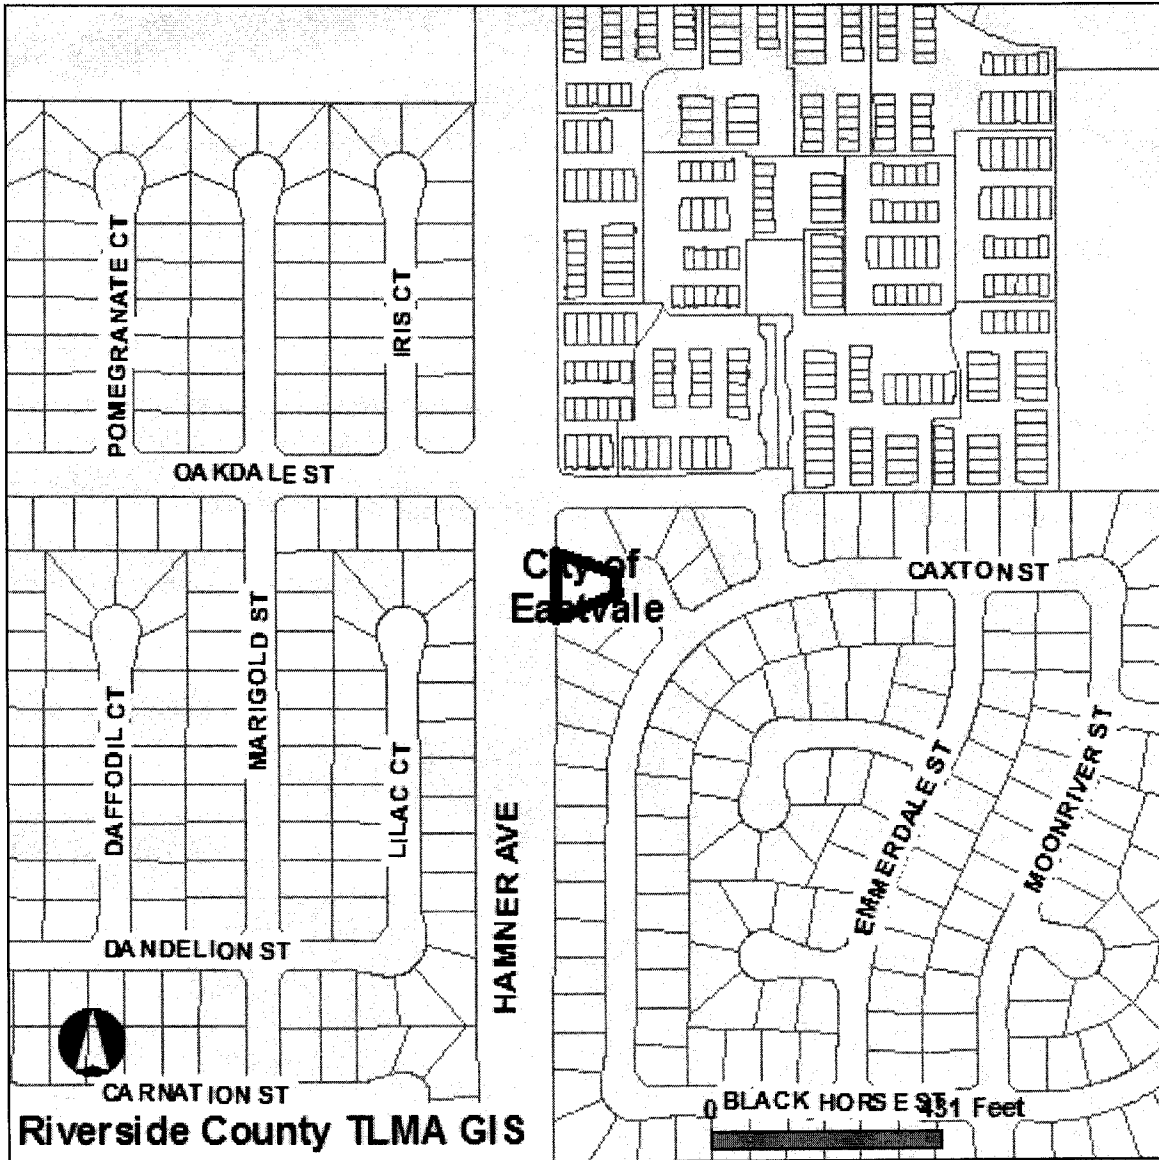 POMEGRANATE CT
IRIS CT
OAKDALE ST
City of
Eastvale
CAXTON ST
MARIGOLD ST
DAFFODIL CT
LILAC CT
HAMNER AVE
EMMERDALE ST
MOONRIVER ST
DANDELION ST
CARNATION ST
BLACK HORSE ST
0 431 Feet
Riverside County TLMA GIS